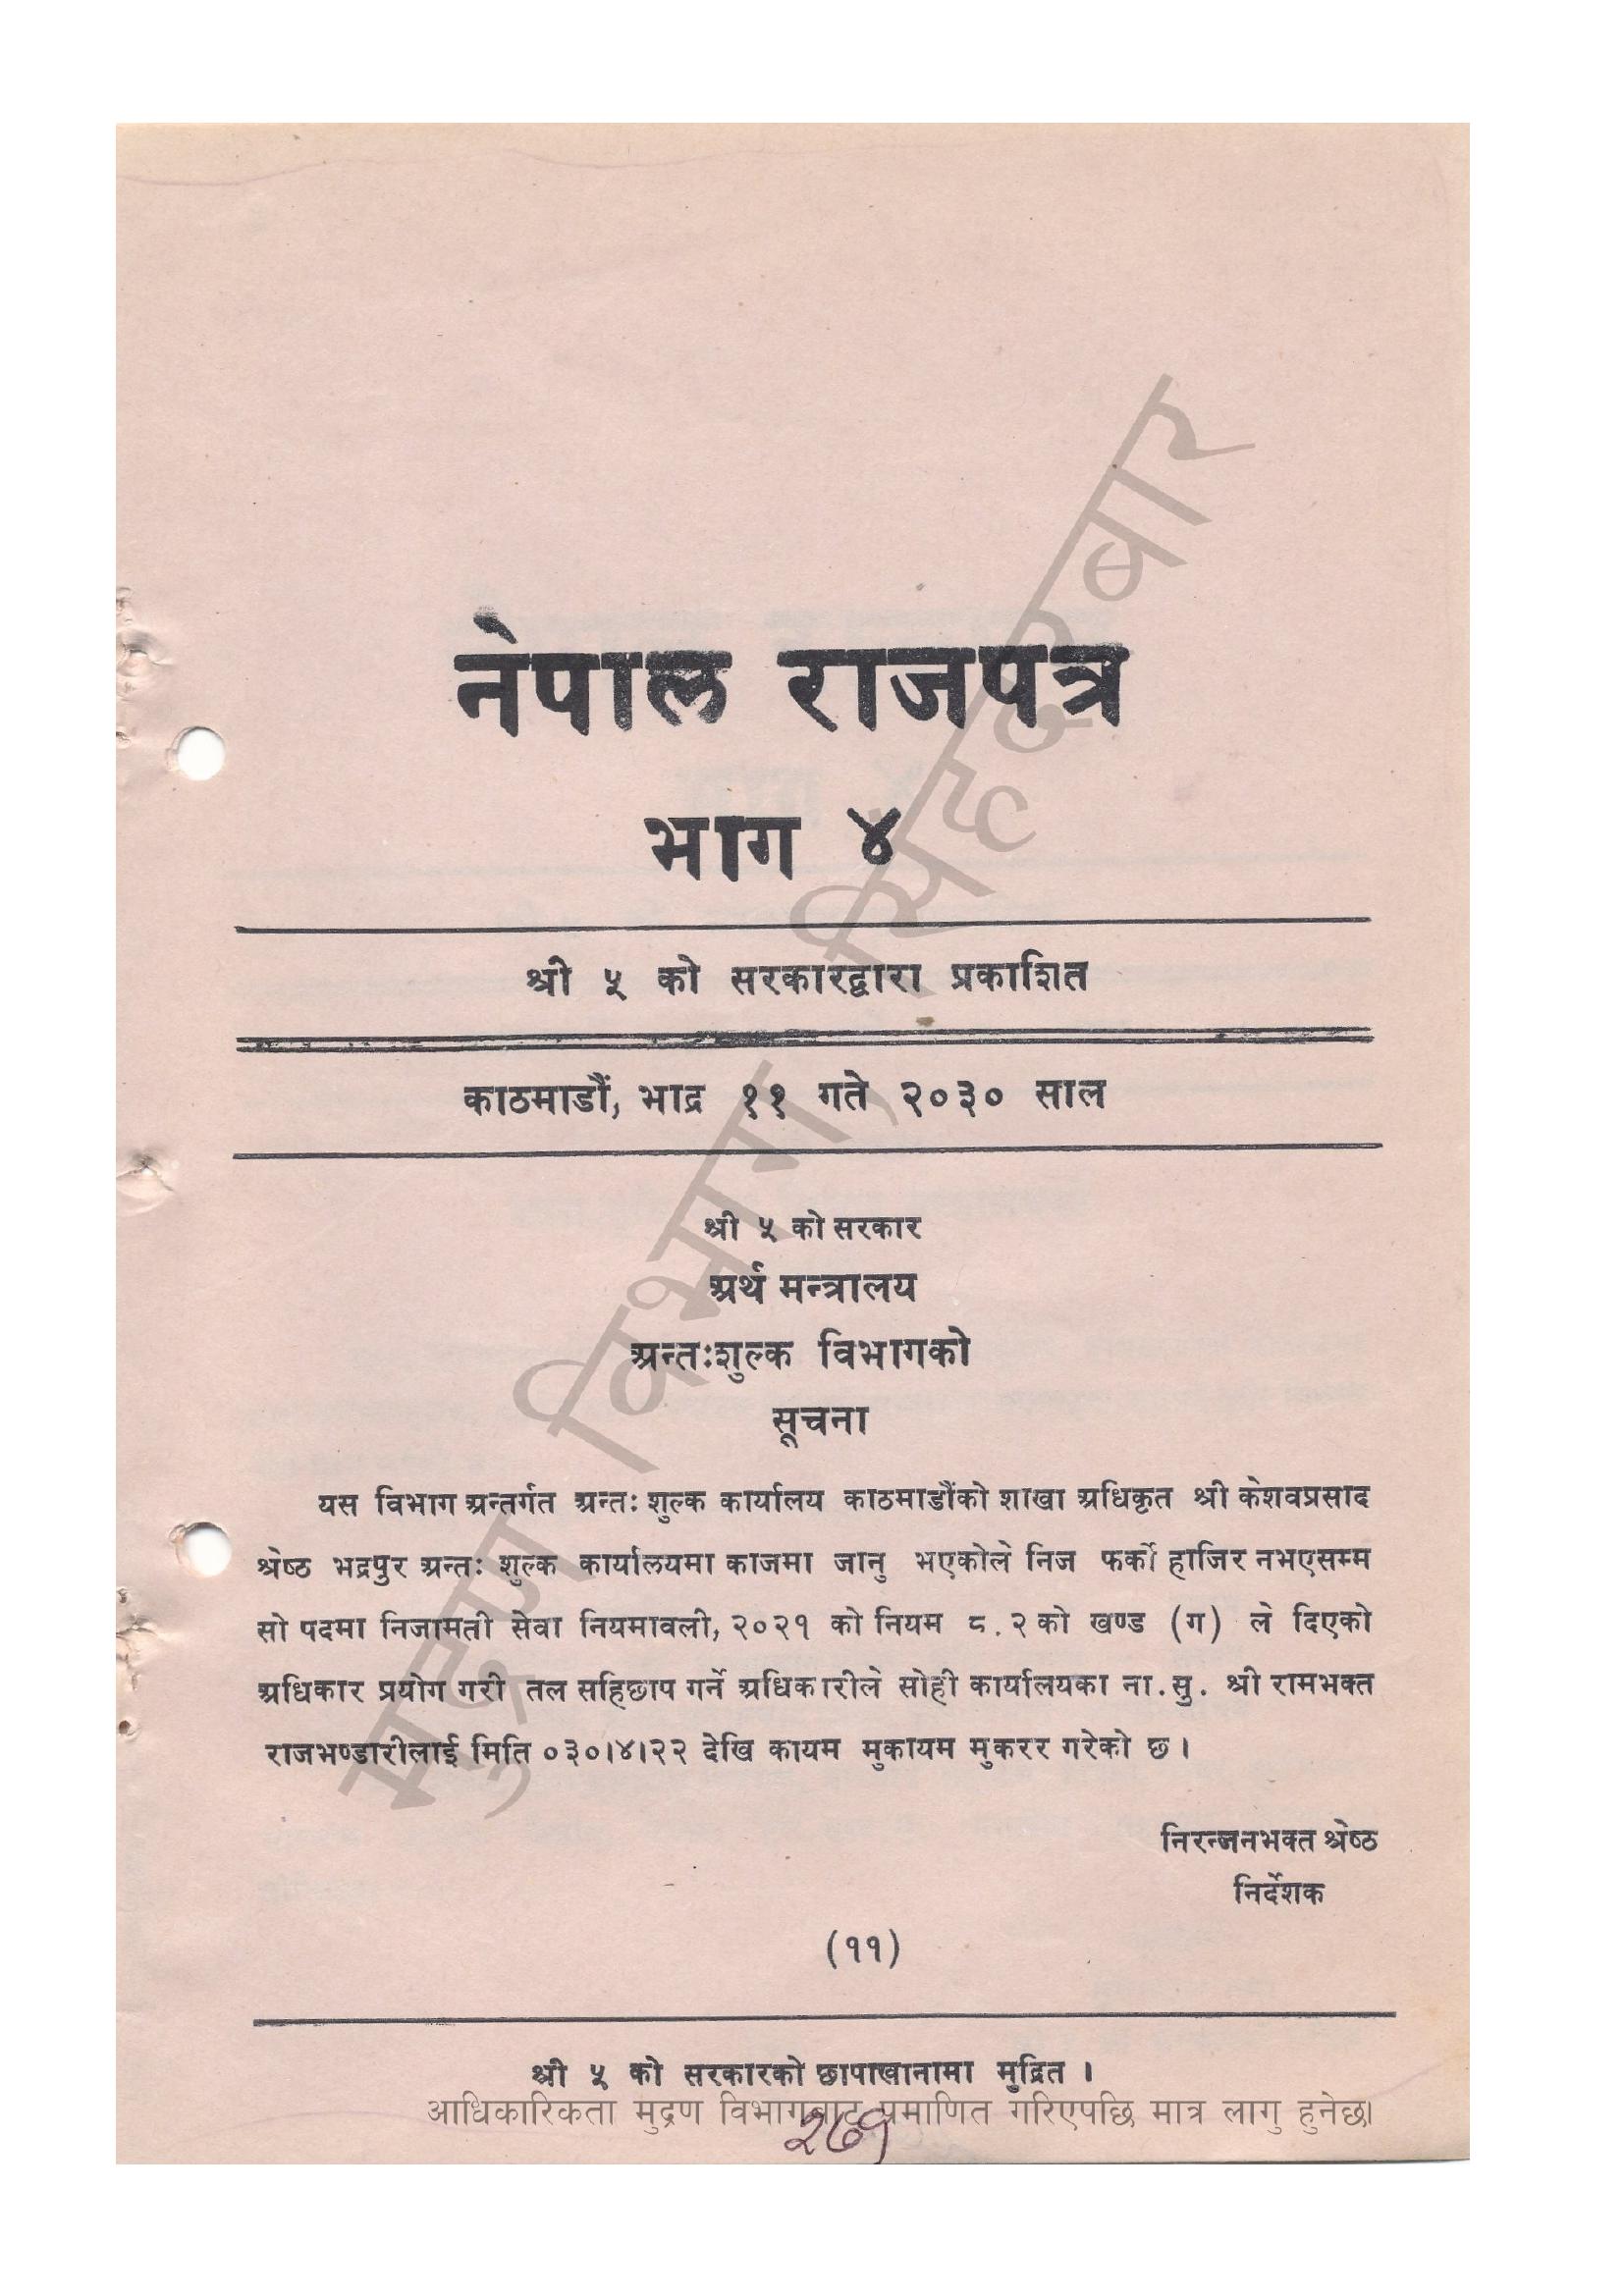 नेपाल राजपत्र
भाग ४
श्री ५ को सरकारद्वारा प्रकाशित
काठमाडौं, भाद्र ११ गते २०३० साल
श्री ५ को सरकार
अर्थ मन्त्रालय
अन्तःशुल्क विभागको
सूचना
यस विभाग अन्तर्गत अन्तः शुल्क कार्यालय काठमाडौंको शाखा अधिकृत श्री केशवप्रसाद
श्रेष्ठ भद्रपुर अन्तः शुल्क कार्यालयमा काजमा जानु भएकोले निज फर्को हाजिर नभएसम्म
सो पदमा निजामती सेवा नियमावली, २०२१ को नियम ८.२ को खण्ड (ग) ले दिएको
अधिकार प्रयोग गरी तल सहिछाप गर्ने अधिकारीले सोही कार्यालयका ना.सु. श्री रामभक्त
राजभण्डारीलाई मिति ०३०।४।२२ देखि कायम मुकायम मुकरर गरेको छ।
निरन्जनभक्त श्रेष्ठ
निर्देशक
(११)
श्री ५ को सरकारको छापाखानामा मुद्रित ।
आधिकारिकता मुद्रण विभागबाट प्रमाणित गरिएपछि मात्र लागु हुनेछ।
२७१
मुद्रण विभाग, सिंहदरबार